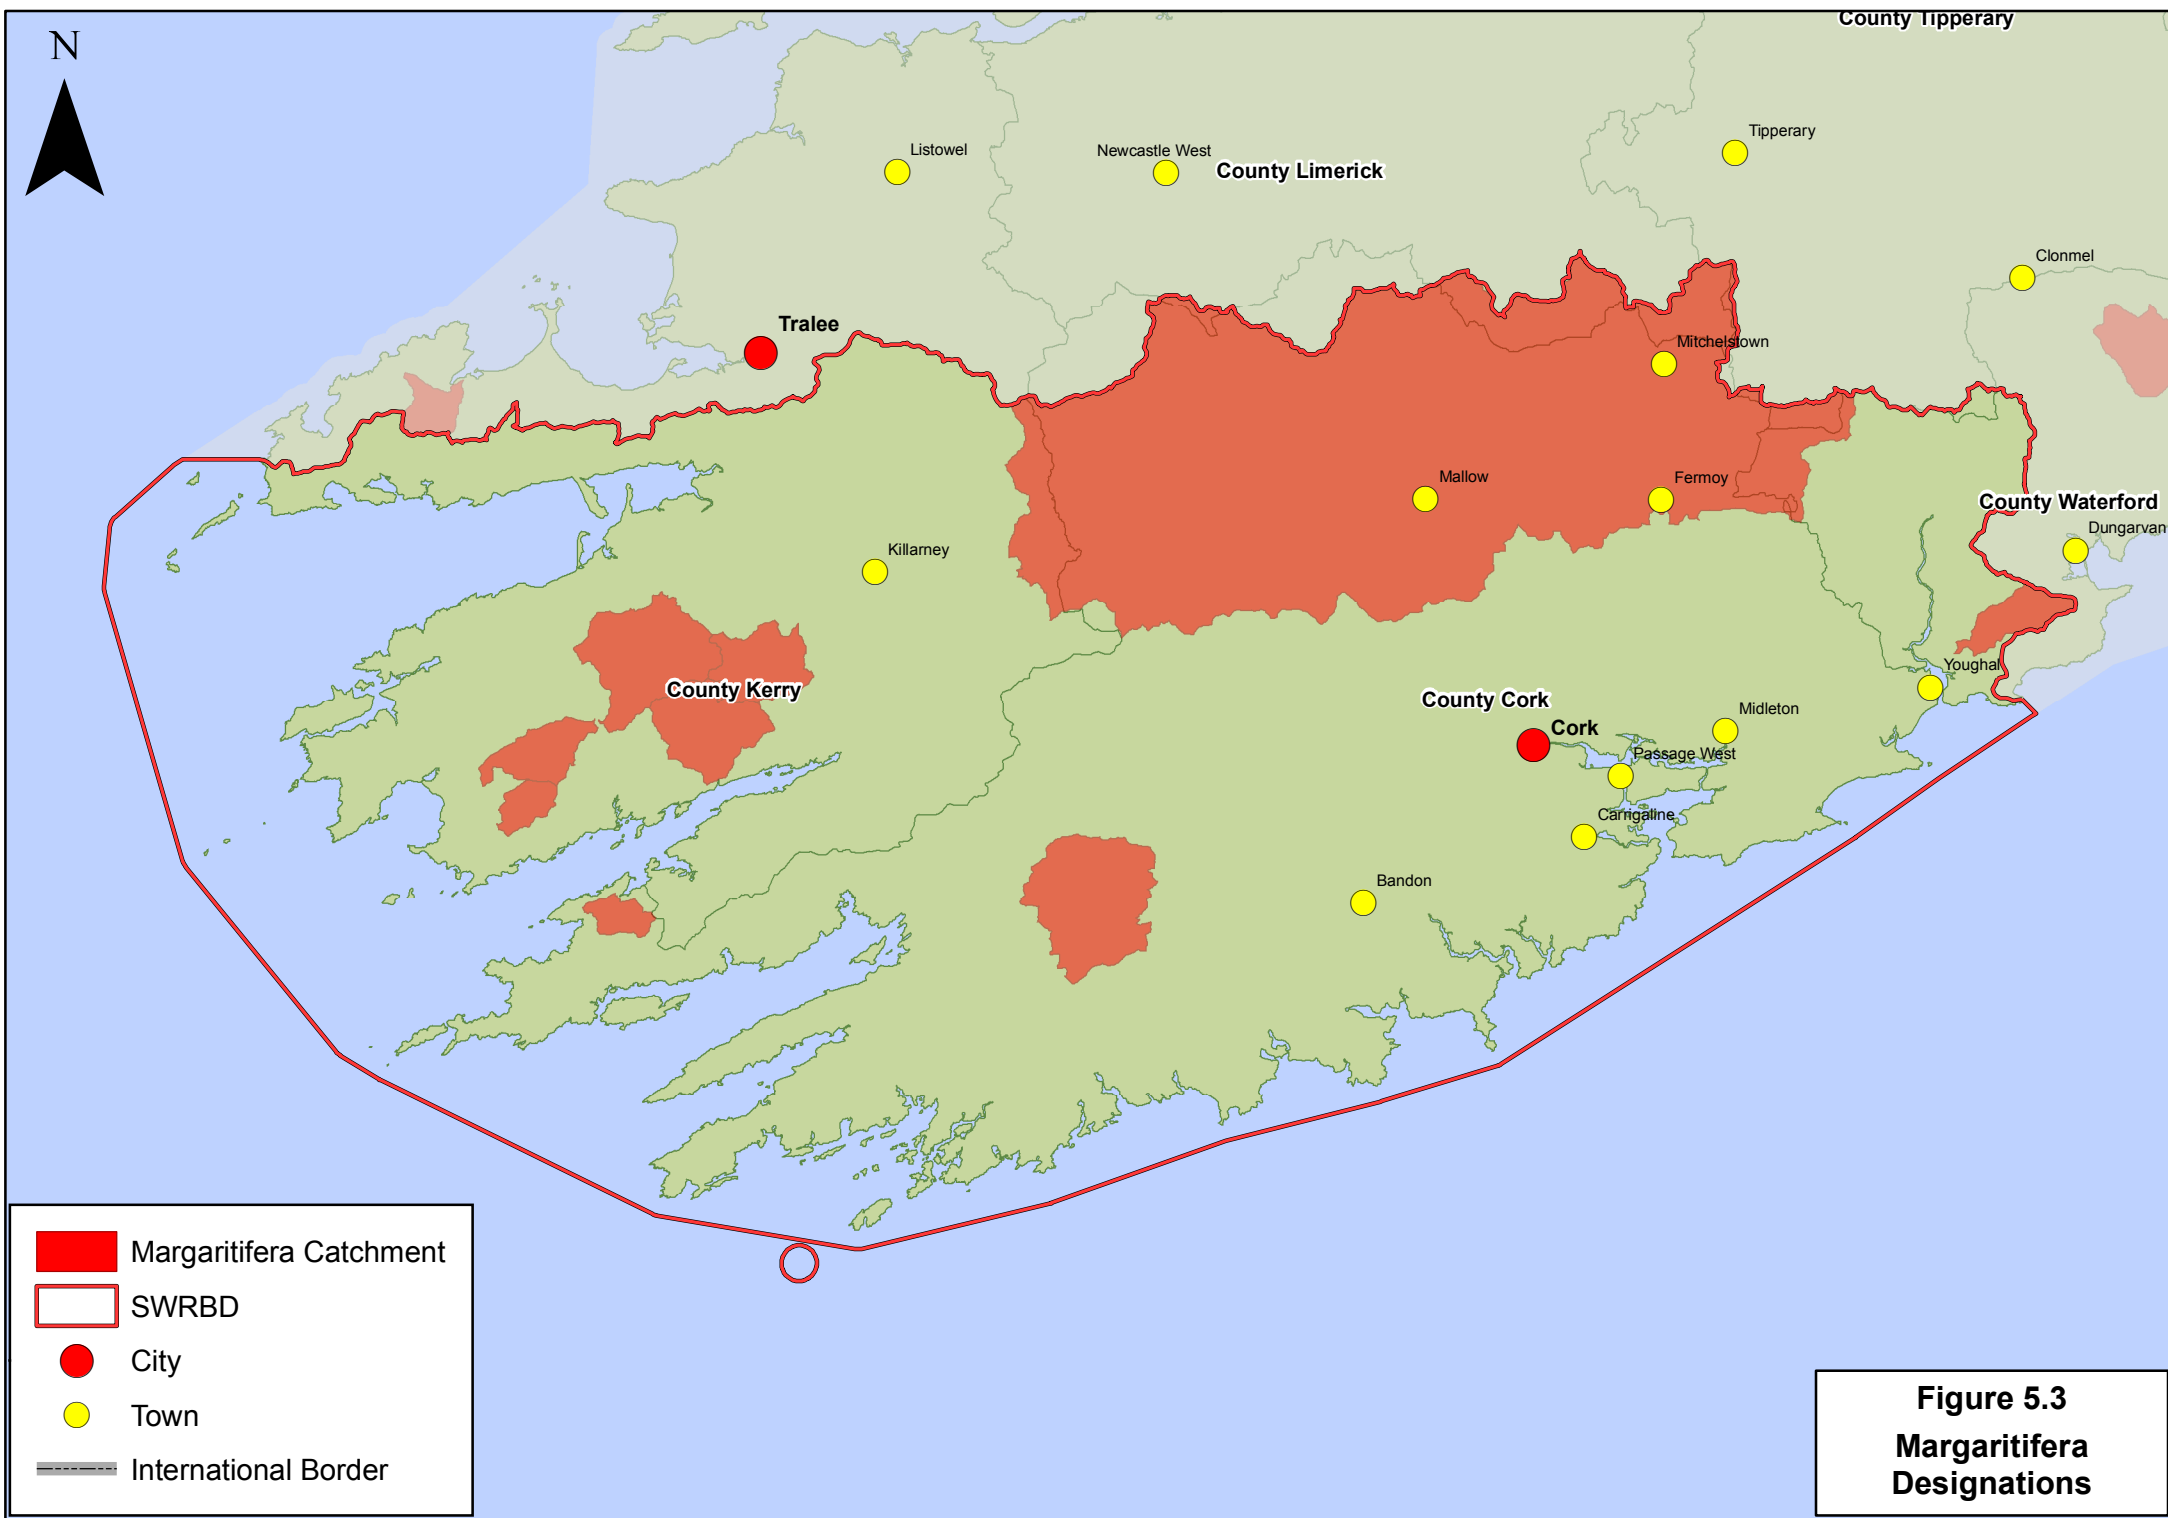 County Tipperary
N
Tipperary
Listowel
Newcastle West
County Limerick
Clonmel
Tralee
Mitchelstown
Mallow
Fermoy
County Waterford
Dungarvan
Killarney
Youghal
County Kerry
County Cork
Midleton
Cork
Passage West
Carrigaline
Bandon
Margaritifera Catchment
SWRBD
City
Town
International Border
Figure 5.3
Margaritifera
Designations